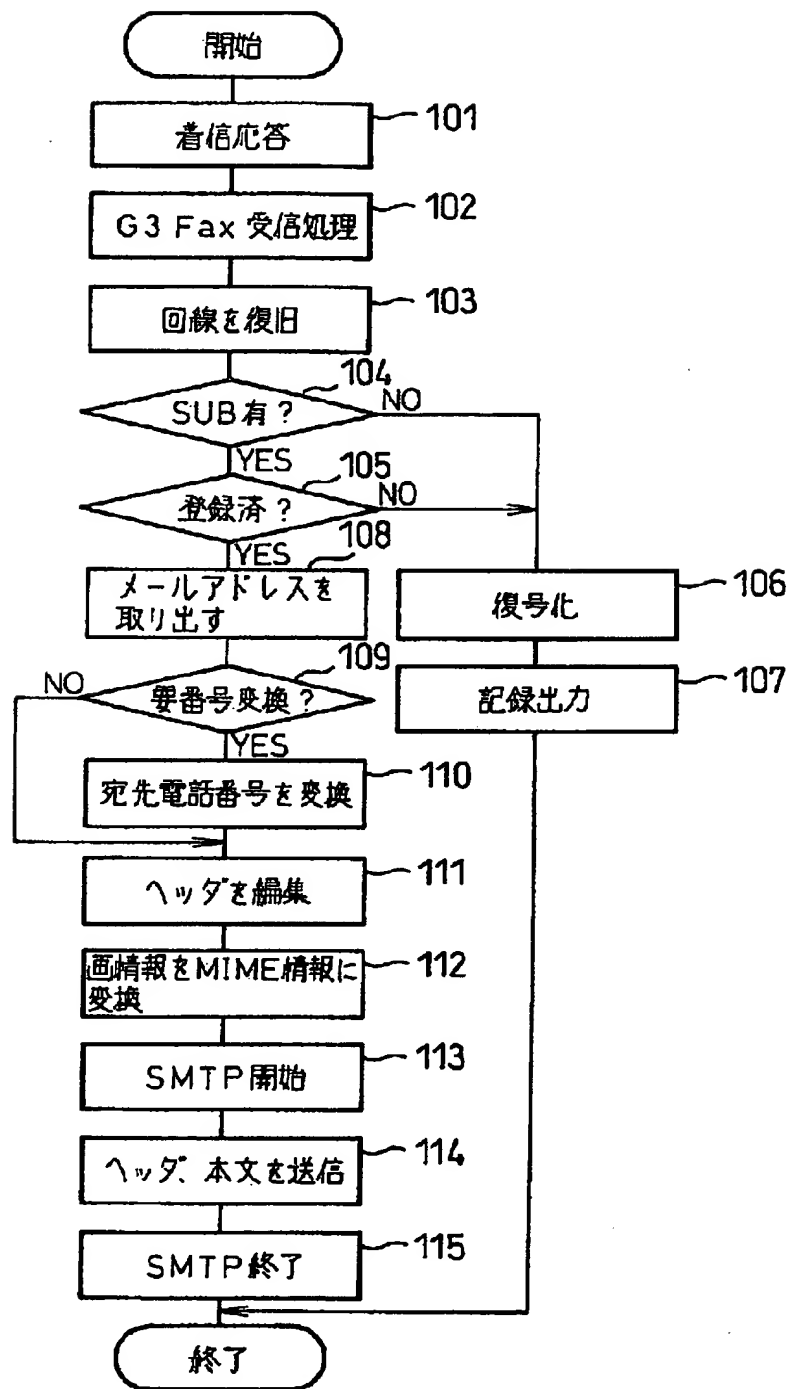 開始
着信応答
101
G3 Fax 受信処理
102
回線を復旧
103
SUB有?
104
NO
YES
登録済?
105
NO
YES
メールアドレスを
取り出す
108
復号化
106
記録出力
107
要番号変換?
109
NO
YES
宛先電話番号を変換
110
ヘッダを編集
111
画情報をMIME情報に
変換
112
SMTP開始
113
ヘッダ、本文を送信
114
SMTP終了
115
終了